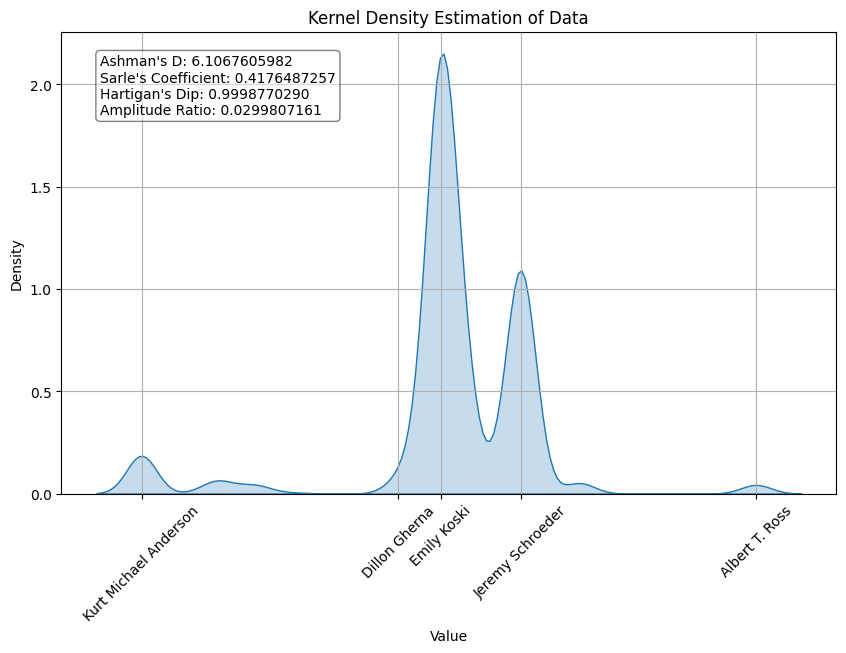 Kernel Density Estimation of Data
Ashman's D: 6.1067605982
Sarle's Coefficient: 0.4176487257
Hartigan's Dip: 0.9998770290
Amplitude Ratio: 0.0299807161
Density
2.0
1.5
1.0
0.5
0.0
Kurt Michael Anderson
Dillon Gherna
Emily Koski
Jeremy Schroeder
Albert T. Ross
Value